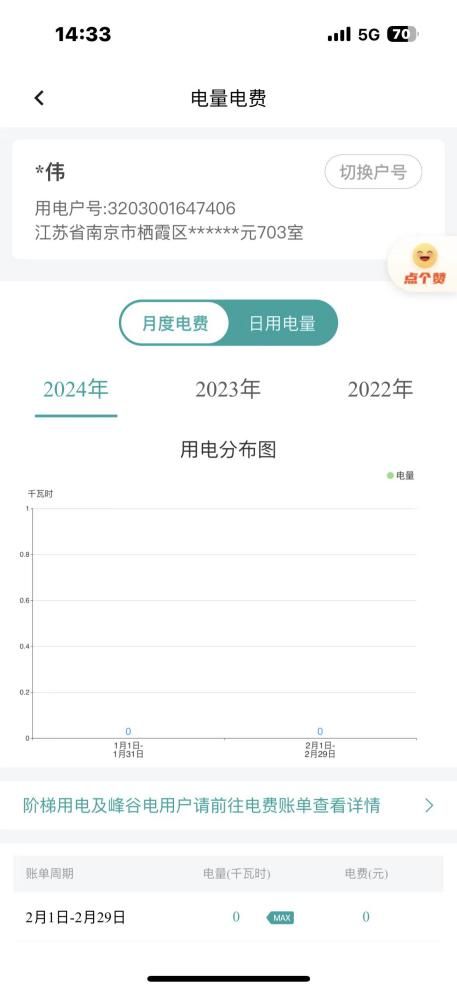 14:33
5G
70
电量电费
*伟
切换户号
用电户号:3203001647406
江苏省南京市栖霞区******元703室
点个赞
月度电费
日用电量
2024年
2023年
2022年
用电分布图
电量
千瓦时
1
0.8
0.6
0.4
0.2
0
0
0
1月1日-
1月31日
2月1日-
2月29日
阶梯用电及峰谷电用户请前往电费账单查看详情
账单周期 电量(千瓦时) 电费(元)
2月1日-2月29日 0 MAX 0